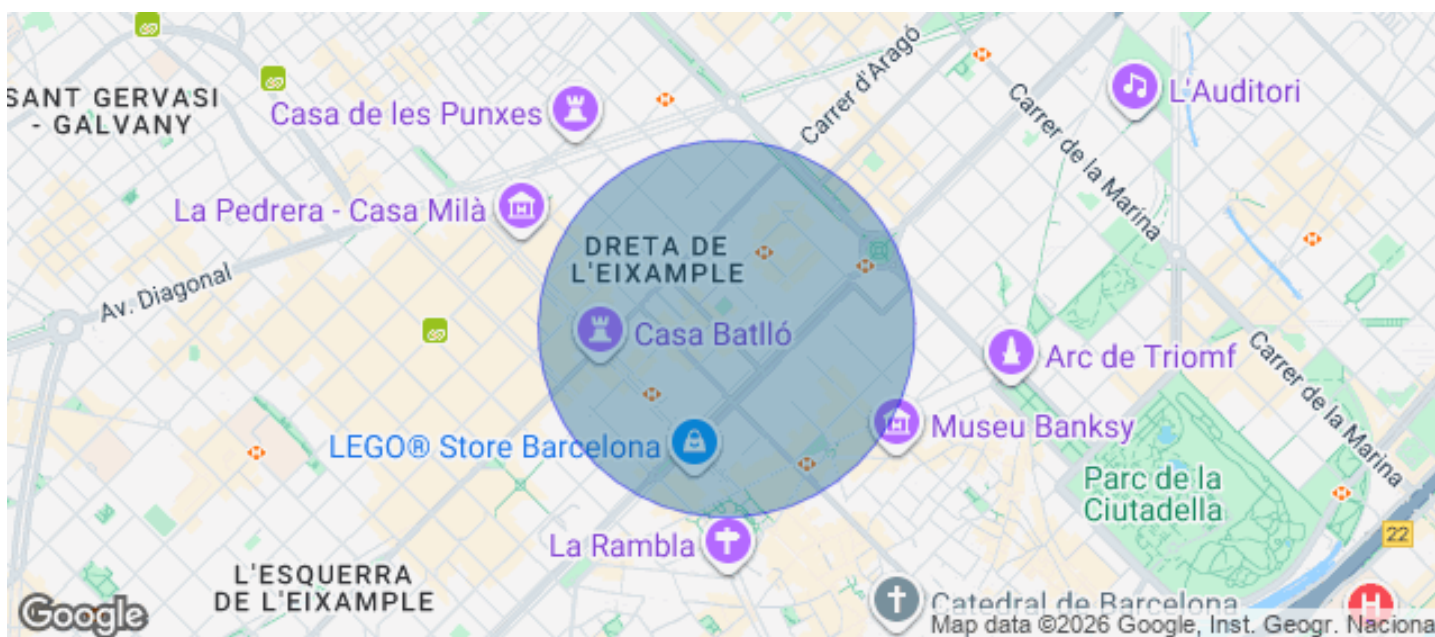 Carrer d'Aragó
SANT GERVASI
- GALVANY
Casa de les Punxes
L'Auditori
Carrer de la Marina
La Pedrera - Casa Milà
DRETA DE
L'EIXAMPLE
Av. Diagonal
Casa Batlló
Arc de Triomf
Carrer de la Marina
LEGO® Store Barcelona
Museu Banksy
Parc de la
Ciutadella
22
La Rambla
L'ESQUERRA
DE L'EIXAMPLE
Catedral de Barcelona
H
Google
Map data ©2026 Google, Inst. Geogr. Naciona